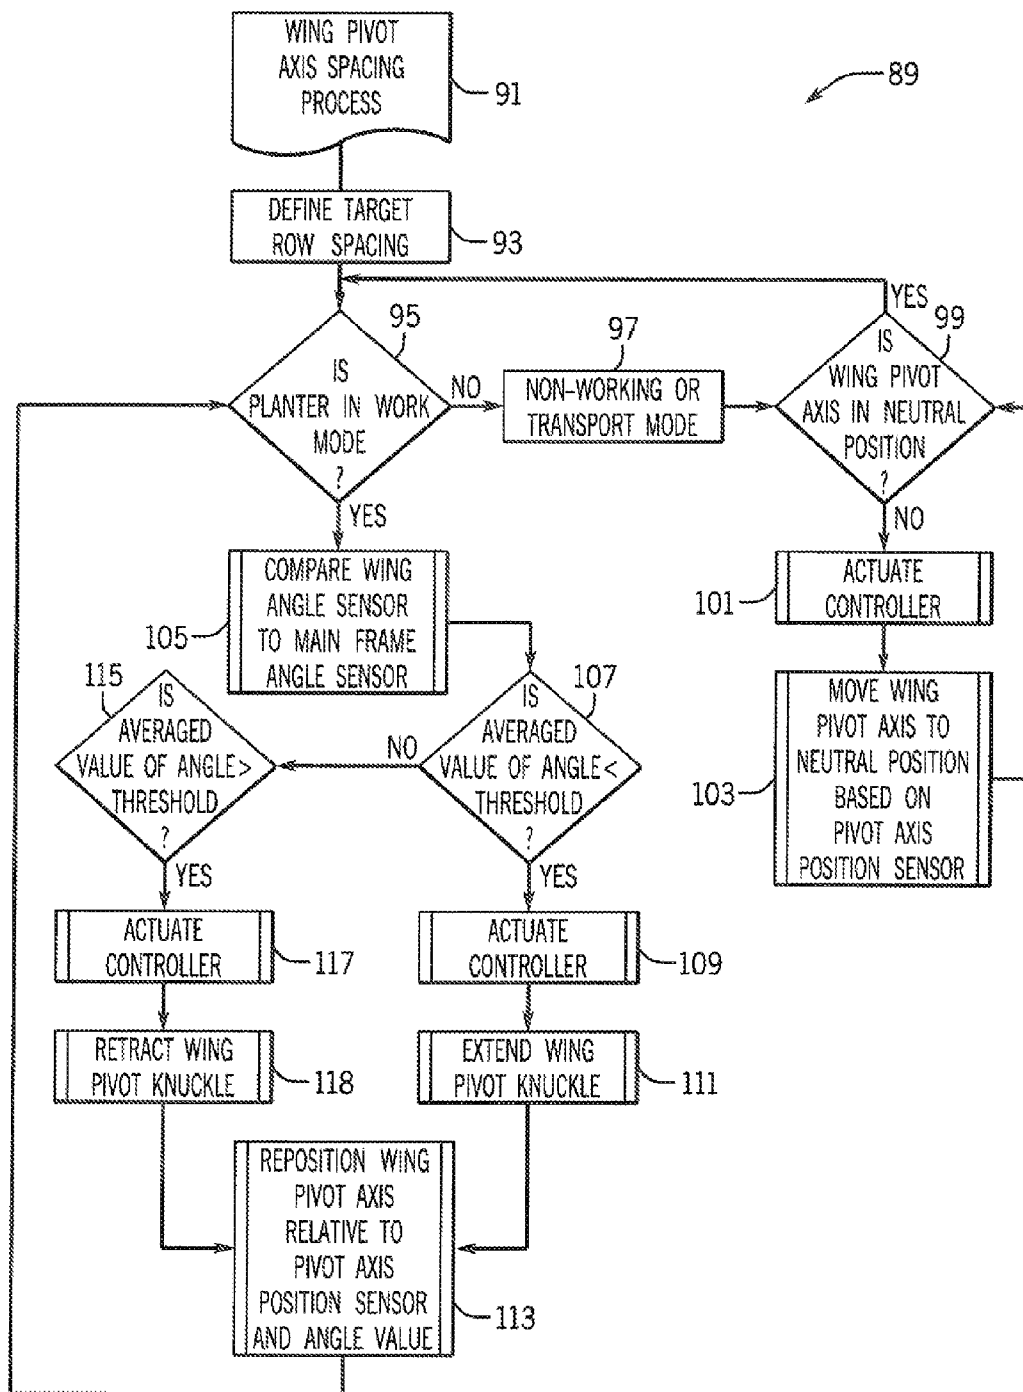 WING PIVOT
AXIS SPACING
PROCESS
91
89
DEFINE TARGET
ROW SPACING
93
95
IS
PLANTER IN WORK
MODE
?
NO
YES
97
NON-WORKING OR
TRANSPORT MODE
YES
99
IS
WING PIVOT
AXIS IN NEUTRAL
POSITION
?
NO
COMPARE WING
ANGLE SENSOR
TO MAIN FRAME
ANGLE SENSOR
105
101
ACTUATE
CONTROLLER
103
MOVE WING
PIVOT AXIS TO
NEUTRAL POSITION
BASED ON
PIVOT AXIS
POSITION SENSOR
115
IS
AVERAGED
VALUE OF ANGLE>
THRESHOLD
?
YES
NO
107
IS
AVERAGED
VALUE OF ANGLE<
THRESHOLD
?
YES
ACTUATE
CONTROLLER
117
ACTUATE
CONTROLLER
109
RETRACT WING
PIVOT KNUCKLE
118
EXTEND WING
PIVOT KNUCKLE
111
REPOSITION WING
PIVOT AXIS
RELATIVE TO
PIVOT AXIS
POSITION SENSOR
AND ANGLE VALUE
113